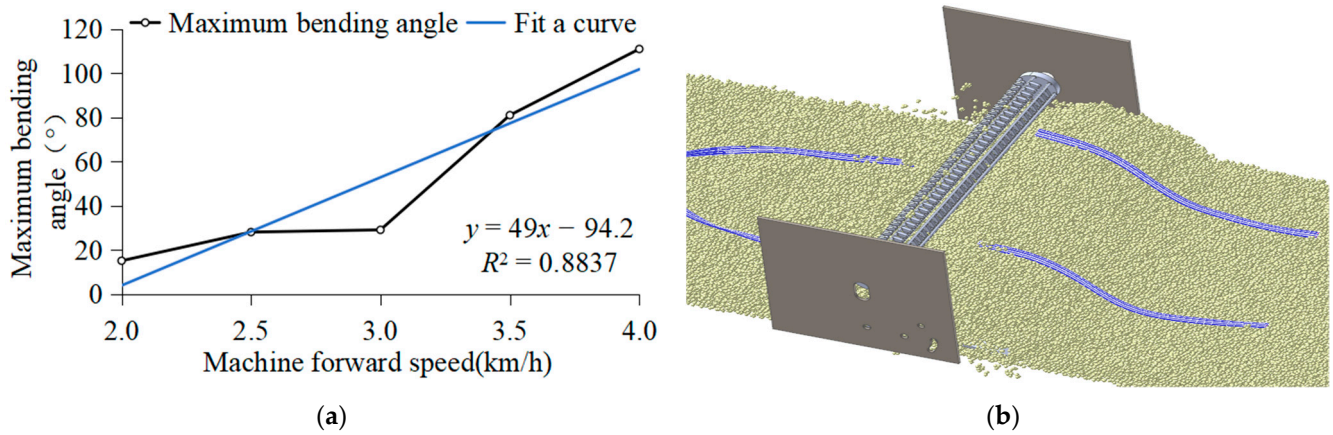 Maximum bending angle Fit a curve
120
100
80
60
40
20
0
Maximum bending
angle (°)
y = 49x − 94.2
R² = 0.8837
2.0 2.5 3.0 3.5 4.0
Machine forward speed(km/h)
(a) (b)